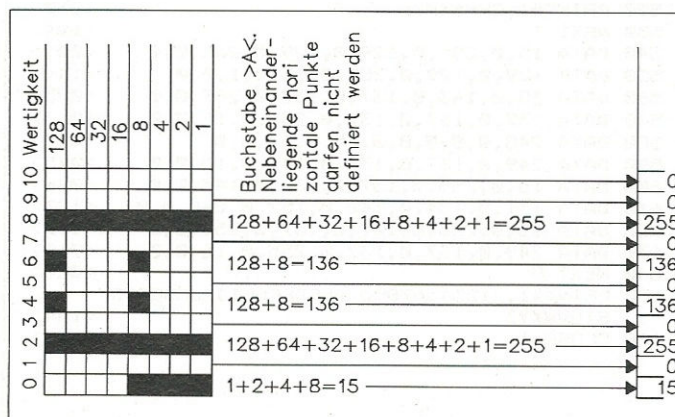 0 1 2 3 4 5 6 7 8 9 10 Wertigkeit
128
64
32
16
8
4
2
1
Buchstabe >A<.
Nebeneinander-
liegende hori
zontale Punkte
dürfen nicht
definiert werden
0
0
128+64+32+16+8+4+2+1=255 255
0
128+8−136 136
0
128+8=136 136
0
128+64+32+16+8+4+2+1=255 255
0
1+2+4+8=15 15